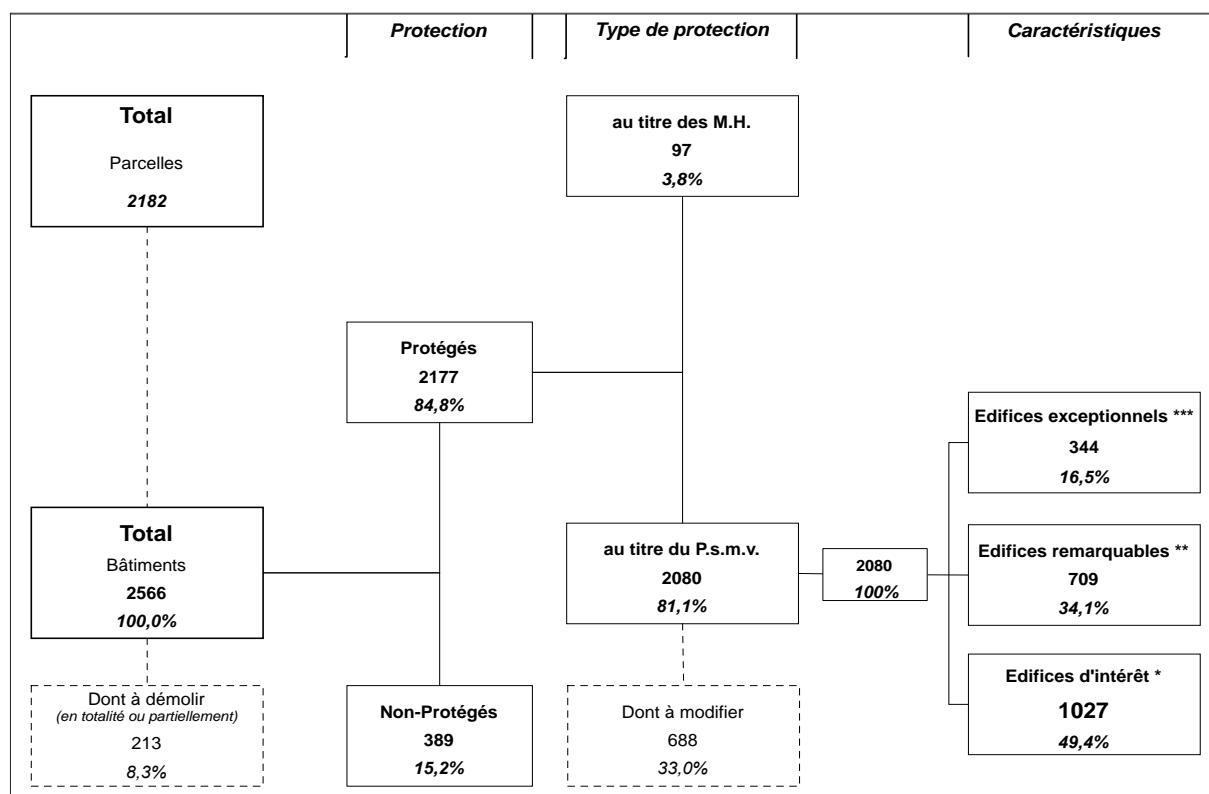 Protection
Type de protection
Caractéristiques
Total
Parcelles
2182
au titre des M.H.
97
3,8%
Protégés
2177
84,8%
Edifices exceptionnels ***
344
16,5%
Total
Bâtiments
2566
100,0%
au titre du P.s.m.v.
2080
81,1%
2080
100%
Edifices remarquables **
709
34,1%
Dont à démolir
(en totalité ou partiellement)
213
8,3%
Non-Protégés
389
15,2%
Dont à modifier
688
33,0%
Edifices d'intérêt *
1027
49,4%